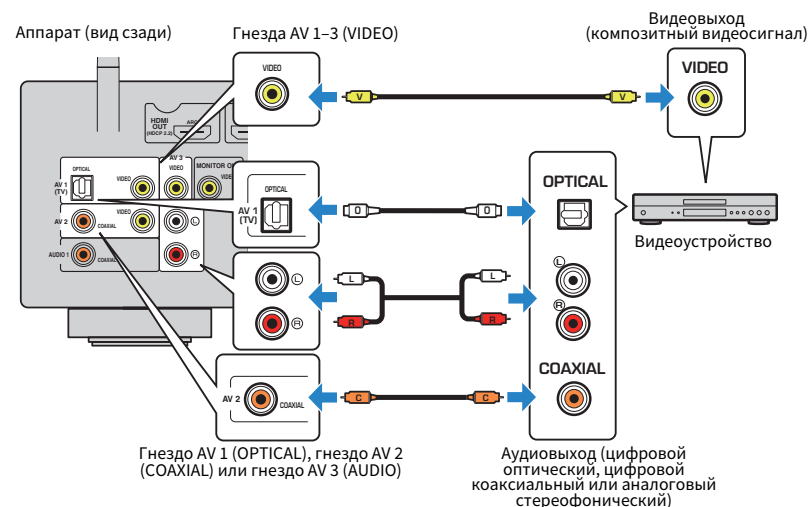 Аппарат (вид сзади)
Гнезда AV 1–3 (VIDEO)
Видеовыход
(композитный видеосигнал)
VIDEO
V
V
VIDEO
HDMI
OUT
(HDCP 2.2)
ARC
OPTICAL
AV 1
(TV)
VIDEO
AV 3
VIDEO
MONITOR
AV 2
COAXIAL
VIDEO
L
R
AUDIO 1
COAXIAL
OPTICAL
AV 1
(TV)
O
O
OPTICAL
Видеоустройство
L
R
L
R
L
R
L
R
COAXIAL
AV 2
COAXIAL
C
C
Гнездо AV 1 (OPTICAL), гнездо AV 2
(COAXIAL) или гнездо AV 3 (AUDIO)
Аудиовыход (цифровой
оптический, цифровой
коаксиальный или аналоговый
стереофонический)